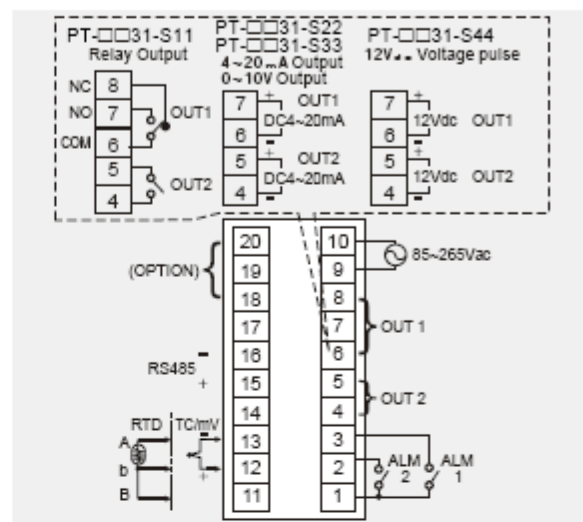 PT-□□31-S11
Relay Output
NC 8
NO 7
COM 6
5
4
OUT1
OUT2
PT-□□31-S22
PT-□□31-S33
4~20mA Output
0~10V Output
7 + OUT1
DC4~20mA
6 -
5 + OUT2
DC4~20mA
4 -
PT-□□31-S44
12V Voltage pulse
7 +
12Vdc OUT1
6 -
5 +
12Vdc OUT2
4 -
(OPTION)
20
19
18
17
RS485
- 16
+ 15
14
RTD TC/mV
A - 13
b + 12
B 11
10
9
85~265Vac
8
7
6
OUT 1
5
4
OUT 2
3
2
1
ALM 2
ALM 1